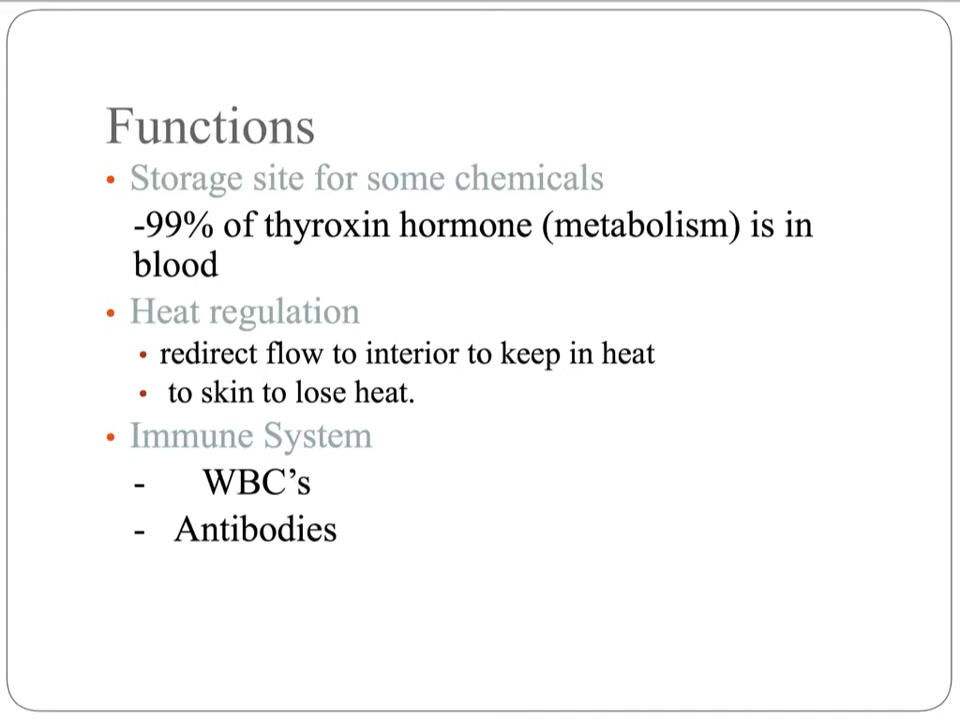 Functions
• Storage site for some chemicals
-99% of thyroxin hormone (metabolism) is in
blood
• Heat regulation
• redirect flow to interior to keep in heat
• to skin to lose heat.
• Immune System
- WBC’s
- Antibodies